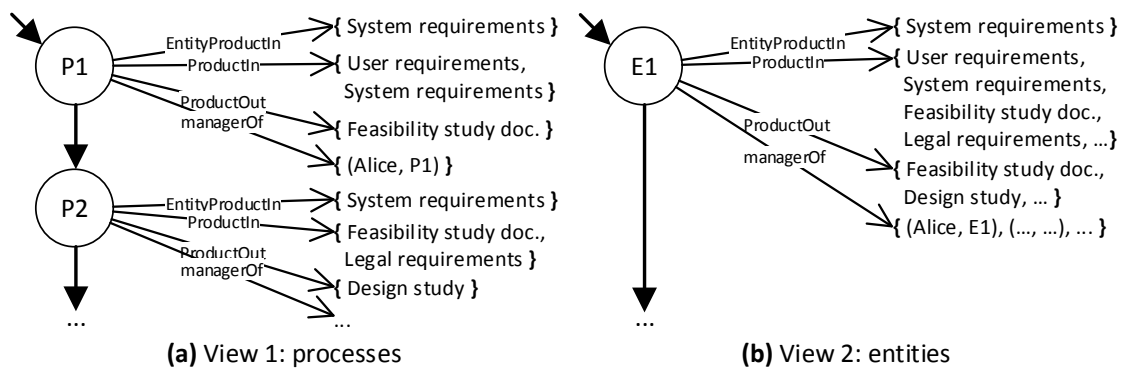 P1
EntityProductIn
{ System requirements }
ProductIn
{ User requirements,
System requirements }
ProductOut
{ Feasibility study doc. }
managerOf
{ (Alice, P1) }
P2
EntityProductIn
{ System requirements }
ProductIn
{ Feasibility study doc.,
Legal requirements }
ProductOut
{ Design study }
managerOf
...
...
(a) View 1: processes
E1
EntityProductIn
{ System requirements }
ProductIn
{ User requirements,
System requirements,
Feasibility study doc.,
Legal requirements, ...}
ProductOut
{ Feasibility study doc.,
Design study, ... }
managerOf
{ (Alice, E1), (..., ...), ... }
...
(b) View 2: entities